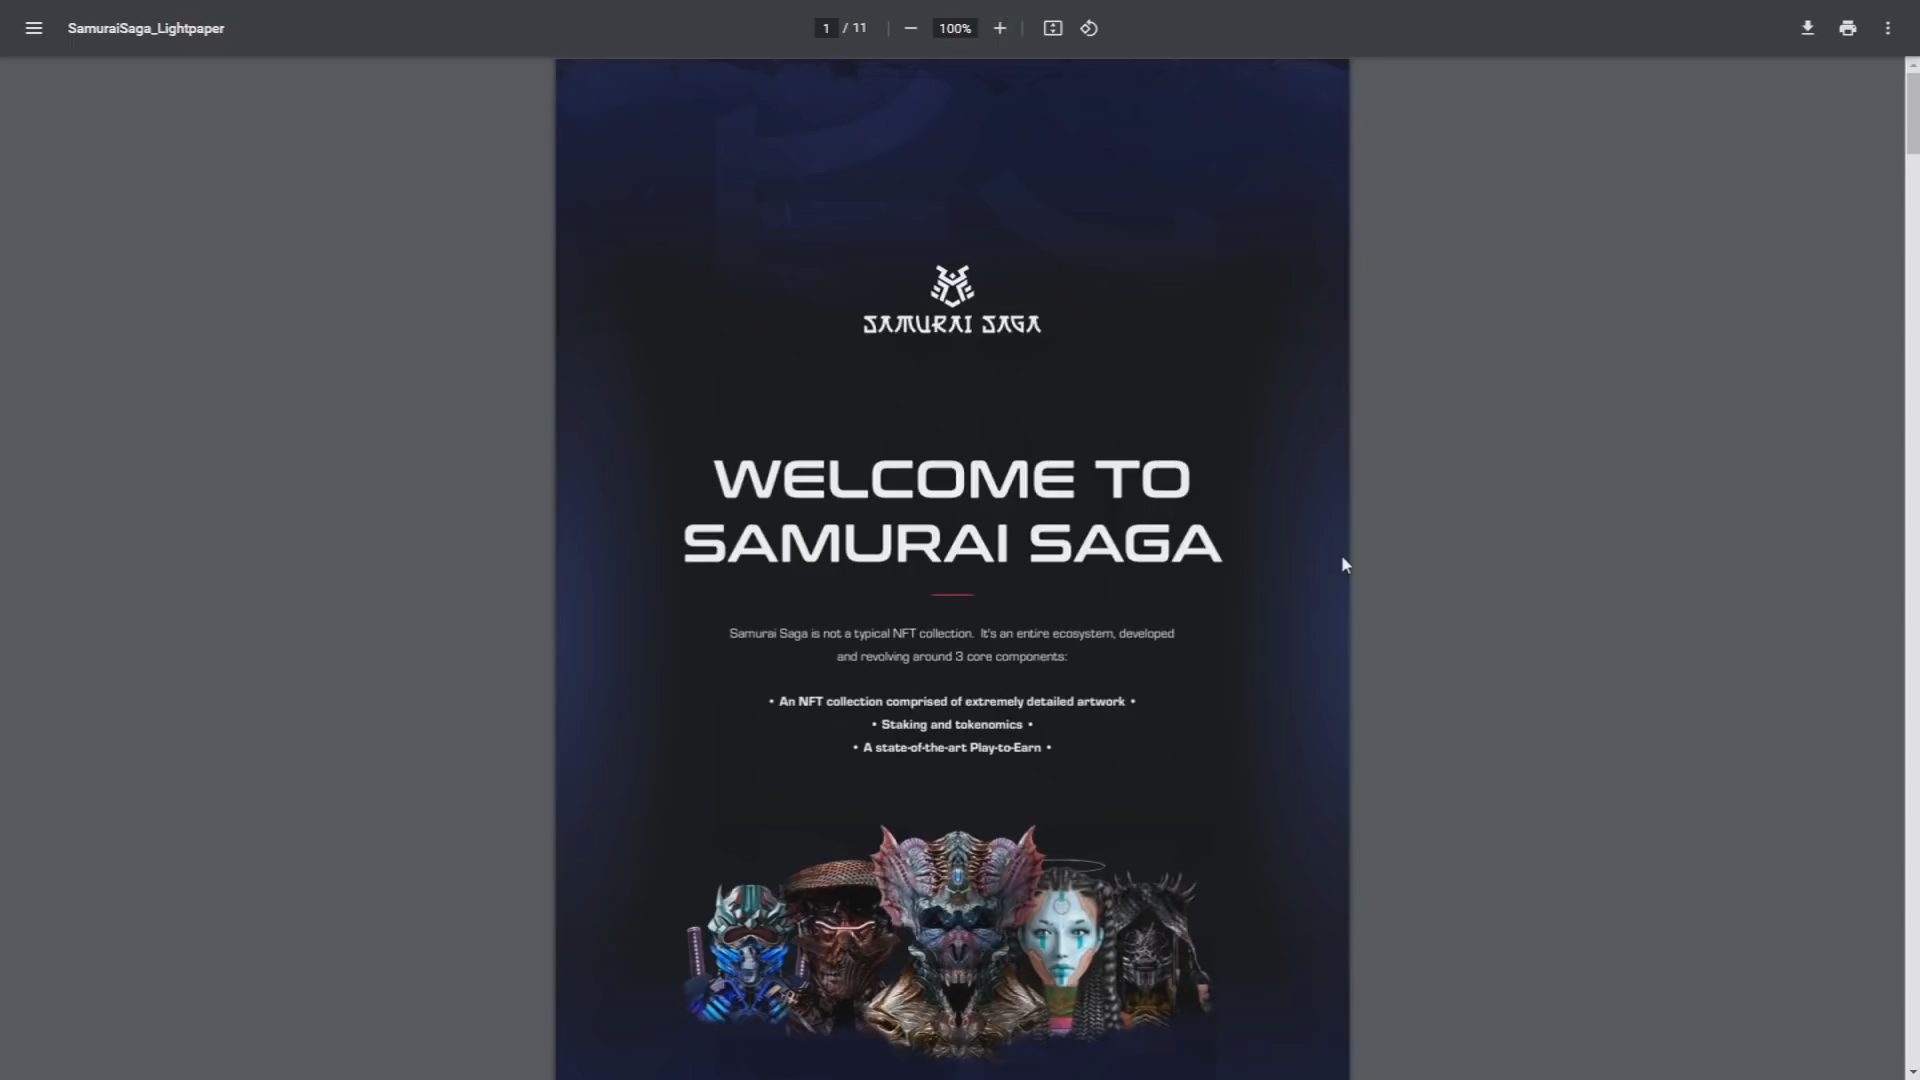 SamuraiSaga_Lightpaper
1 / 11
100%
SAMURAI SAGA
WELCOME TO
SAMURAI SAGA
Samurai Saga is not a typical NFT collection. It's an entire ecosystem, developed
and revolving around 3 core components:
• An NFT collection comprised of extremely detailed artwork •
• Staking and tokenomics •
• A state-of-the-art Play-to-Earn •